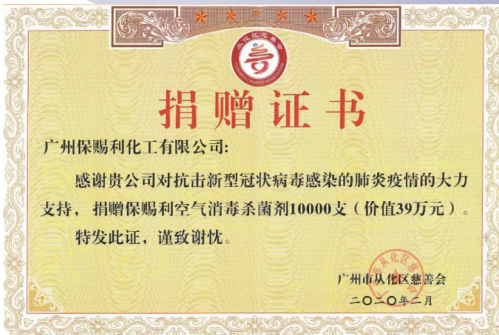 捐赠证书
广州保赐利化工有限公司:
感谢贵公司对抗击新型冠状病毒感染的肺炎疫情的大力
支持，捐赠保赐利空气消毒杀菌剂10000支（价值39万元）。
特发此证，谨致谢忱。
广州市从化区慈善会
二〇二〇年二月